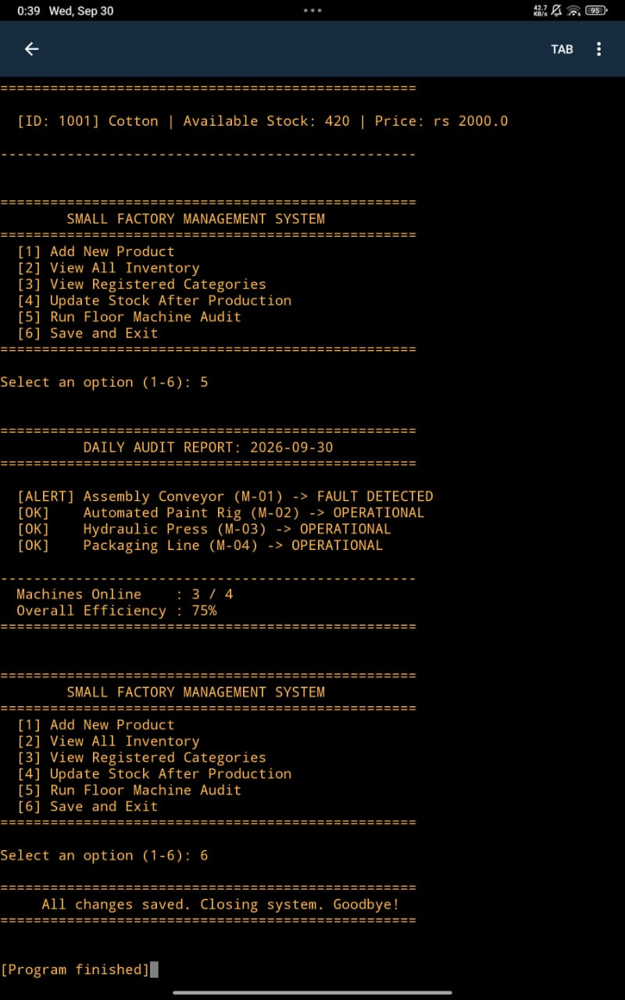 0:39 Wed, Sep 30
42.7 KB/s 95
TAB
==================================================
[ID: 1001] Cotton | Available Stock: 420 | Price: rs 2000.0
--------------------------------------------------
==================================================
SMALL FACTORY MANAGEMENT SYSTEM
==================================================
[1] Add New Product
[2] View All Inventory
[3] View Registered Categories
[4] Update Stock After Production
[5] Run Floor Machine Audit
[6] Save and Exit
==================================================
Select an option (1-6): 5
==================================================
DAILY AUDIT REPORT: 2026-09-30
==================================================
[ALERT] Assembly Conveyor (M-01) -> FAULT DETECTED
[OK]    Automated Paint Rig (M-02) -> OPERATIONAL
[OK]    Hydraulic Press (M-03) -> OPERATIONAL
[OK]    Packaging Line (M-04) -> OPERATIONAL
--------------------------------------------------
Machines Online    : 3 / 4
Overall Efficiency : 75%
==================================================
==================================================
SMALL FACTORY MANAGEMENT SYSTEM
==================================================
[1] Add New Product
[2] View All Inventory
[3] View Registered Categories
[4] Update Stock After Production
[5] Run Floor Machine Audit
[6] Save and Exit
==================================================
Select an option (1-6): 6
==================================================
All changes saved. Closing system. Goodbye!
==================================================
[Program finished]